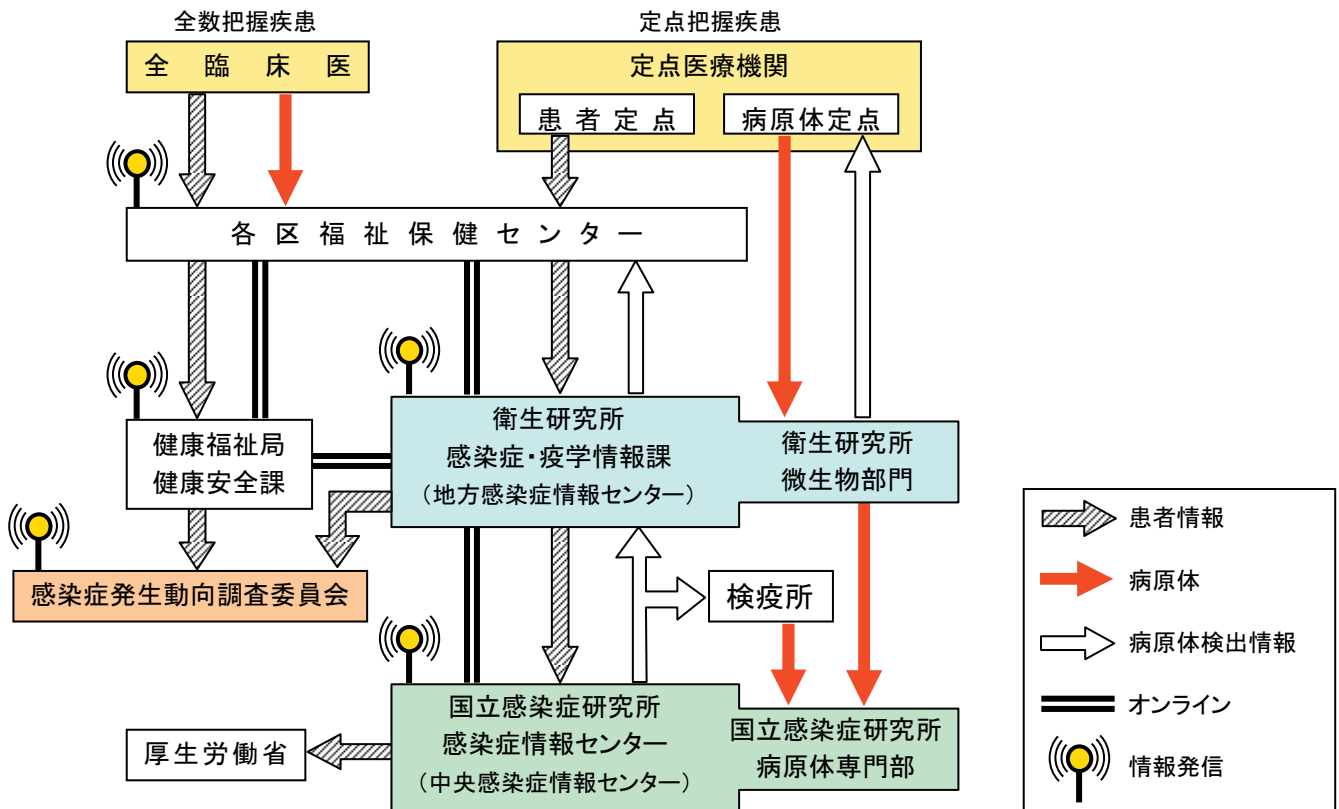 全数把握疾患
定点把握疾患
全臨床医
定点医療機関
患者定点
病原体定点
各区福祉保健センター
健康福祉局
健康安全課
衛生研究所
感染症・疫学情報課
（地方感染症情報センター）
衛生研究所
微生物部門
感染症発生動向調査委員会
検疫所
国立感染症研究所
感染症情報センター
（中央感染症情報センター）
国立感染症研究所
病原体専門部
厚生労働省
患者情報
病原体
病原体検出情報
オンライン
情報発信